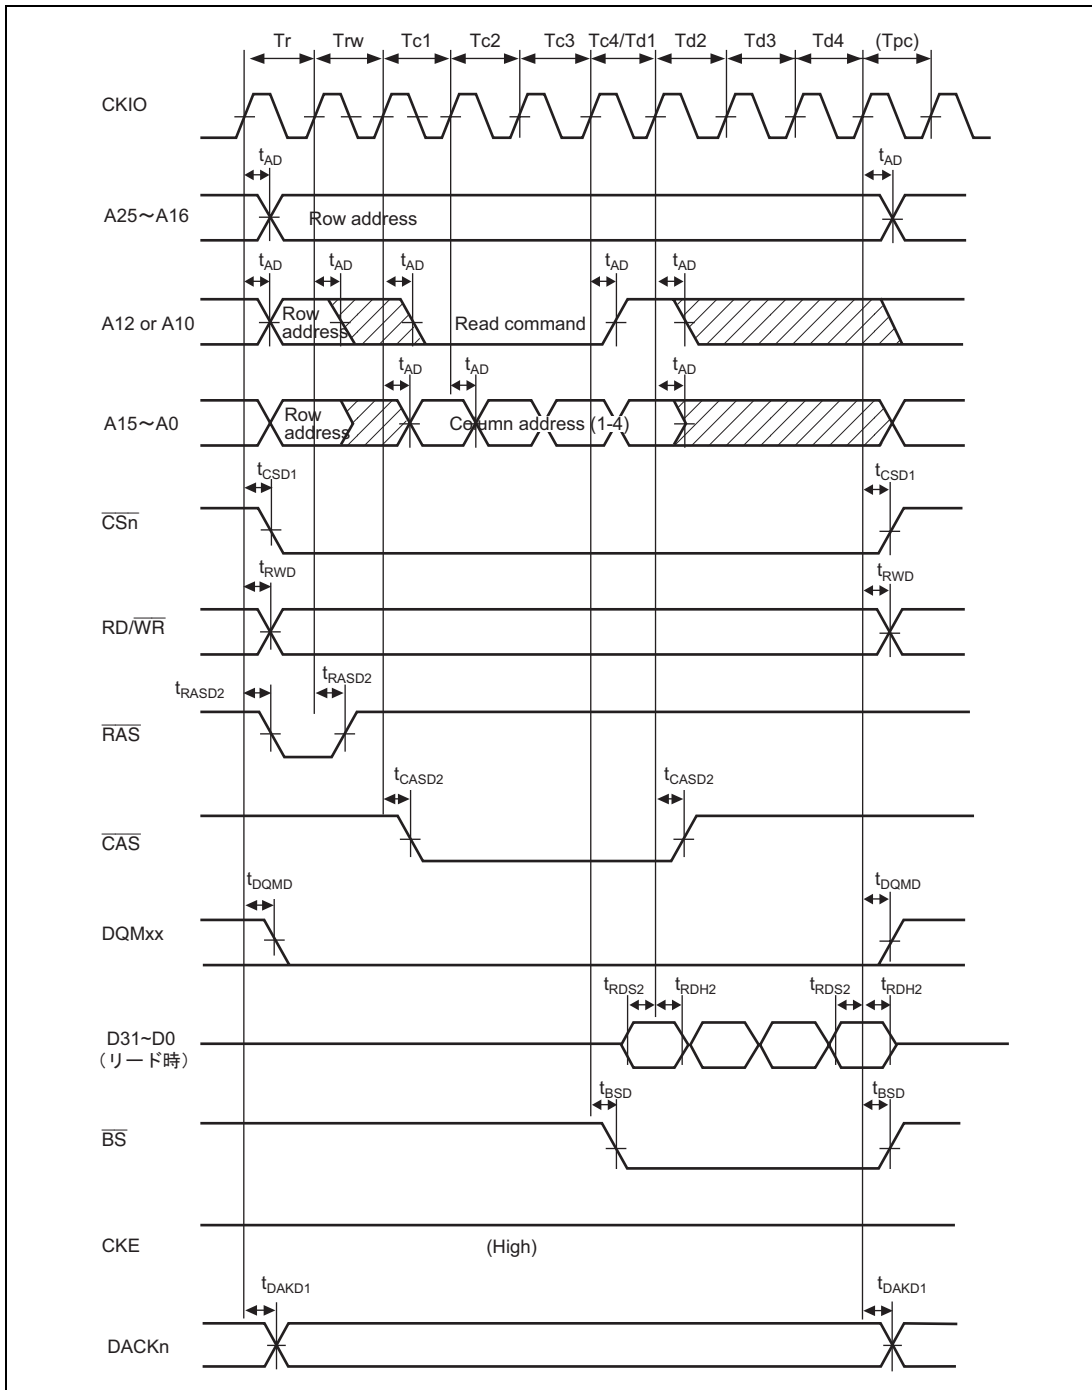 Tr Trw Tc1 Tc2 Tc3 Tc4/Td1 Td2 Td3 Td4 (Tpc)
CKIO
tAD tAD
A25～A16 Row address
tAD tAD tAD tAD tAD
A12 or A10 Row address Read command
tAD tAD tAD
A15～A0 Row address Column address (1-4)
tCSD1 tCSD1
CSn
tRWD tRWD
RD/WR
tRASD2 tRASD2
RAS
tCASD2 tCASD2
CAS
tDQMD tDQMD
DQMxx
tRDS2 tRDH2 tRDS2 tRDH2
D31~D0
（リード時）
tBSD tBSD
BS
CKE (High)
tDAKD1 tDAKD1
DACKn